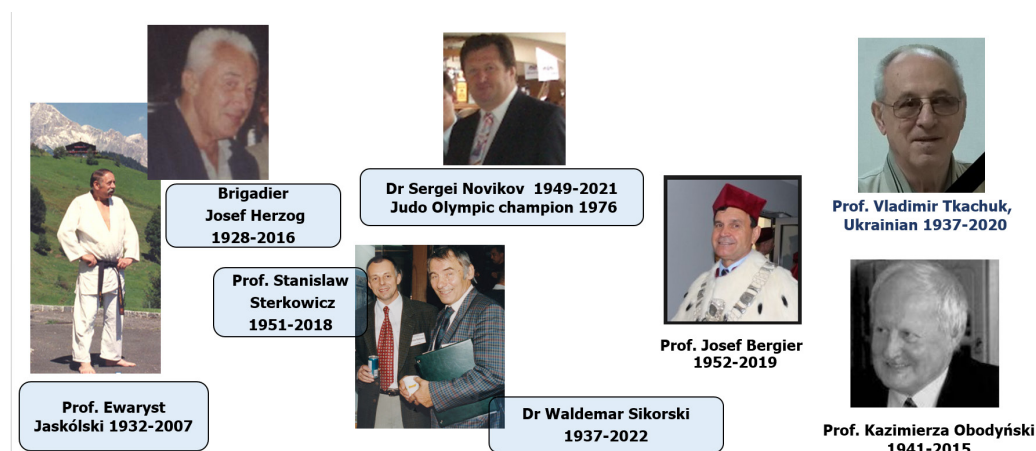 Brigadier
Josef Herzog
1928-2016
Dr Sergei Novikov 1949-2021
Judo Olympic champion 1976
Prof. Vladimir Tkachuk,
Ukrainian 1937-2020
Prof. Stanislaw
Sterkowicz
1951-2018
Prof. Josef Bergier
1952-2019
Prof. Ewaryst
Jaskólski 1932-2007
Dr Waldemar Sikorski
1937-2022
Prof. Kazimierza Obodyński
1941-2015